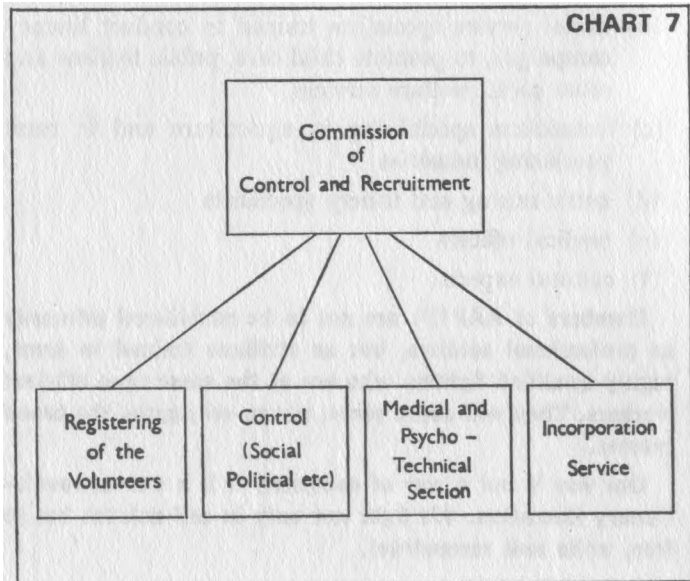 CHART 7
Commission
of
Control and Recruitment
Registering
of the
Volunteers
Control
(Social
Political etc)
Medical and
Psycho –
Technical
Section
Incorporation
Service